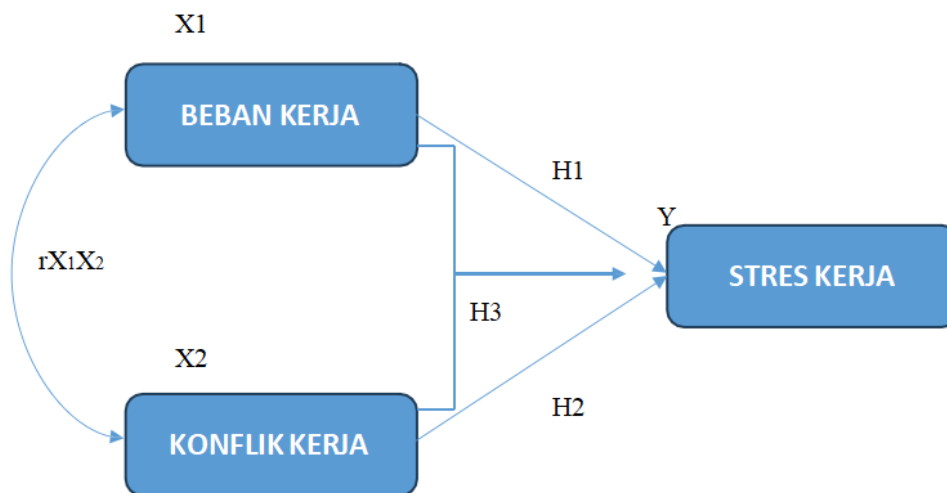 X1
BEBAN KERJA
H1
Y
rX₁X₂
STRES KERJA
H3
X2
H2
KONFLIK KERJA